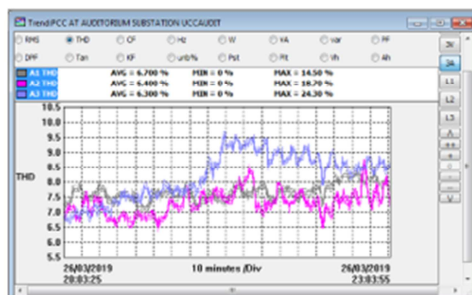 Trend:PCC AT AUDITORIUM SUBSTATION UCCAUDIT
RMS THD CF Hz W VA var PF
DPF Tan KF unb% Pst Plt Vh Ah
A1 THD AVG = 6.700 % MIN = 0 % MAX = 14.50 %
A2 THD AVG = 6.400 % MIN = 0 % MAX = 18.70 %
A3 THD AVG = 6.300 % MIN = 0 % MAX = 24.30 %
3V
3A
L1
L2
L3
10.5
10.0
9.5
9.0
8.5
THD 8.0
7.5
7.0
6.5
6.0
5.5
26/03/2019 10 minutes /Div 26/03/2019
20:03:25 23:03:55